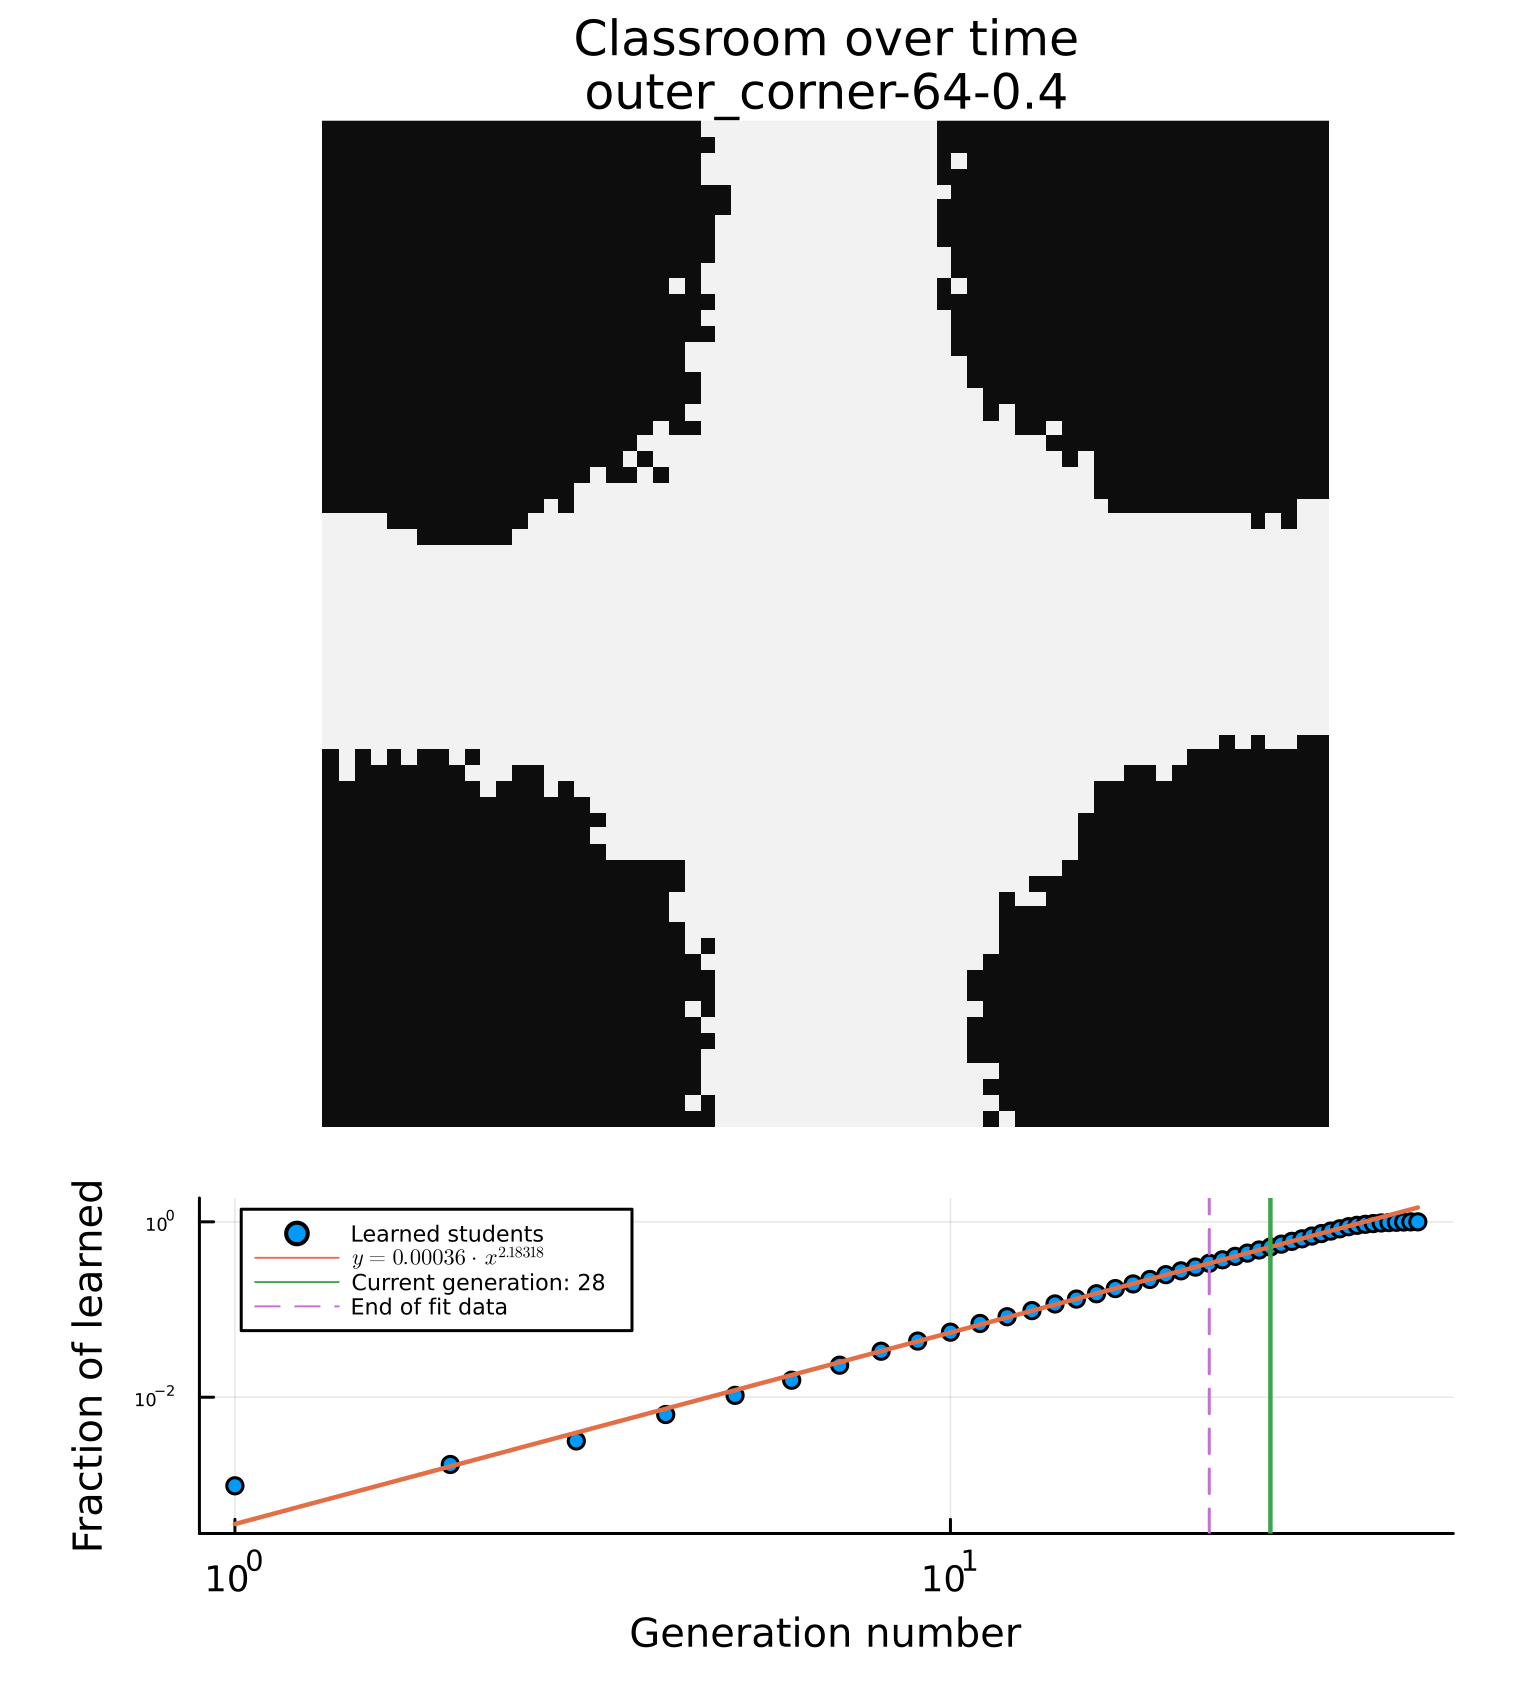 Classroom over time
outer_corner-64-0.4
Fraction of learned
10^0
10^-2
Learned students
y = 0.00036 · x^2.18318
Current generation: 28
End of fit data
10^0
10^1
Generation number